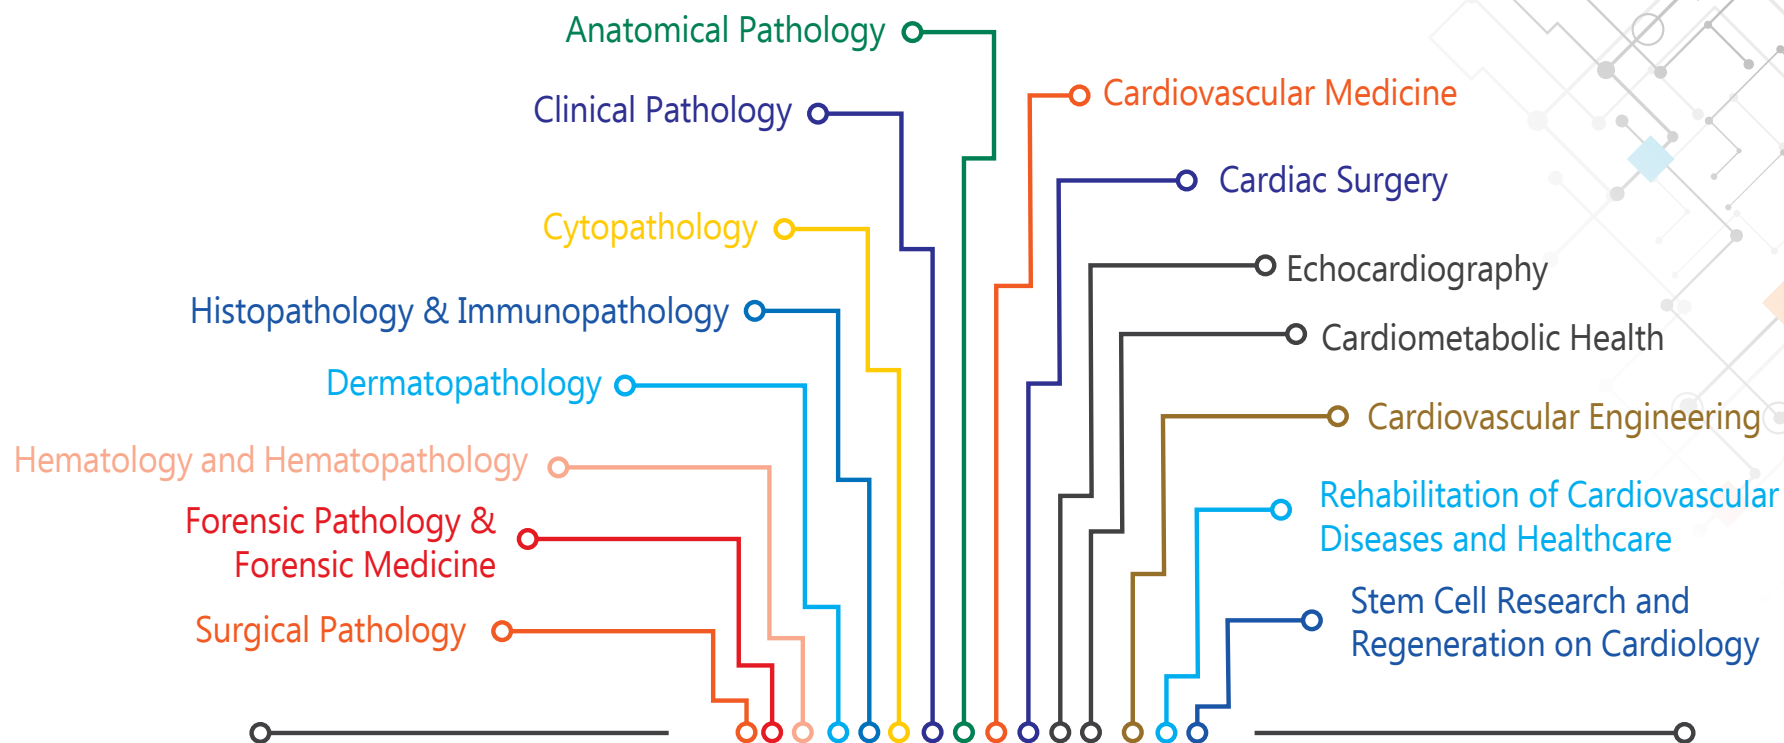 Anatomical Pathology
Clinical Pathology
Cytopathology
Histopathology & Immunopathology
Dermatopathology
Hematology and Hematopathology
Forensic Pathology &
Forensic Medicine
Surgical Pathology
Cardiovascular Medicine
Cardiac Surgery
Echocardiography
Cardiometabolic Health
Cardiovascular Engineering
Rehabilitation of Cardiovascular
Diseases and Healthcare
Stem Cell Research and
Regeneration on Cardiology